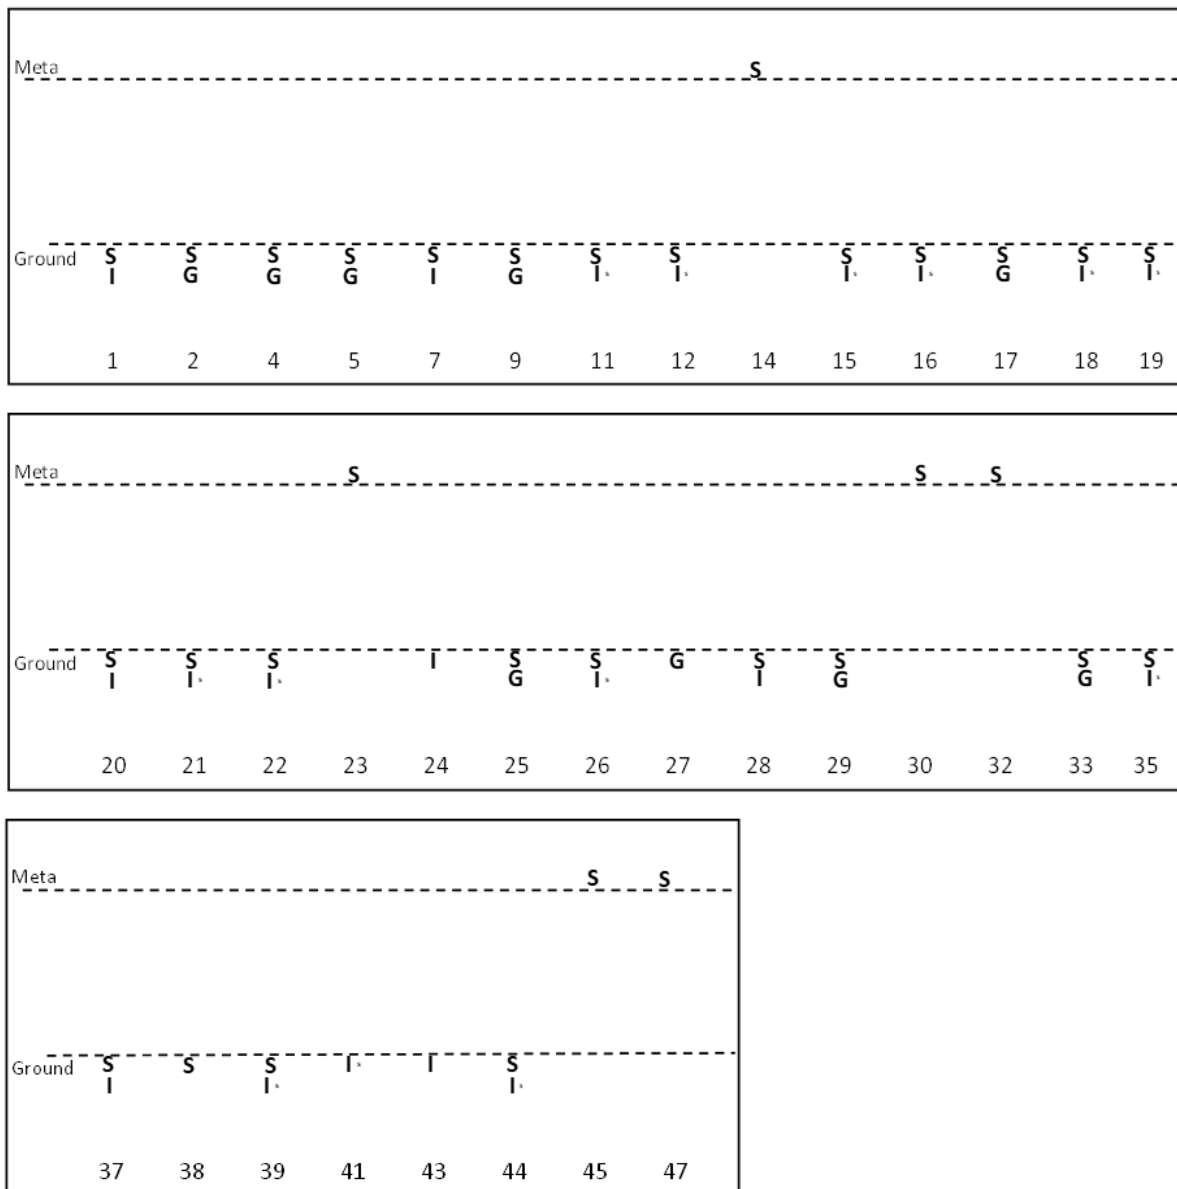 Meta S
Ground S S S S S S S S S S S S S
I G G G I G I I I I G I I
1 2 4 5 7 9 11 12 14 15 16 17 18 19
Meta S S S
Ground S S S I S S G S S S S
I I I G I I G G I
20 21 22 23 24 25 26 27 28 29 30 32 33 35
Meta S S
Ground S S S I I S
I I I
37 38 39 41 43 44 45 47